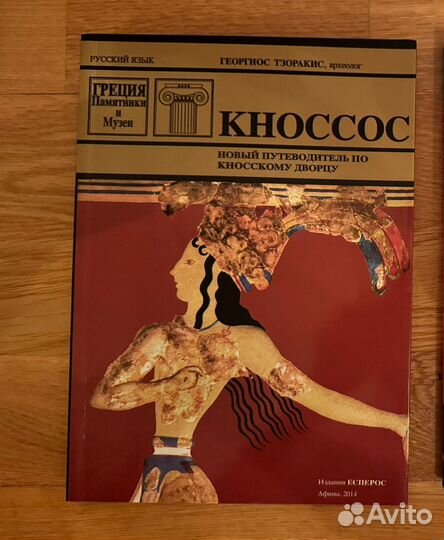 РУССКИЙ ЯЗЫК
ГЕОРГИОС ТЗОРАКИС, археолог
ГРЕЦИЯ
Памятники
и
Музеи
КНОССОС
НОВЫЙ ПУТЕВОДИТЕЛЬ ПО
КНОССКОМУ ДВОРЦУ
Издания ЕСПЕРОС
Афины, 2014
Avito